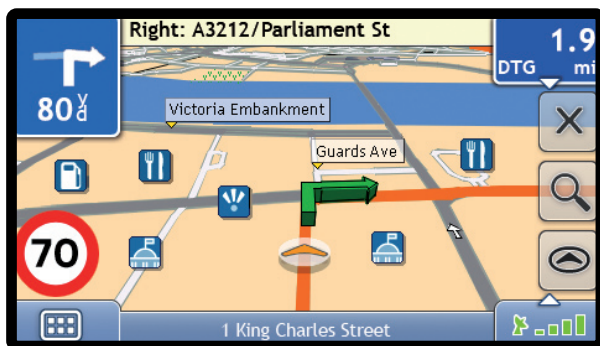 Right: A3212/Parliament St
80 yd
1.9
DTG mi
Victoria Embankment
Guards Ave
70
1 King Charles Street